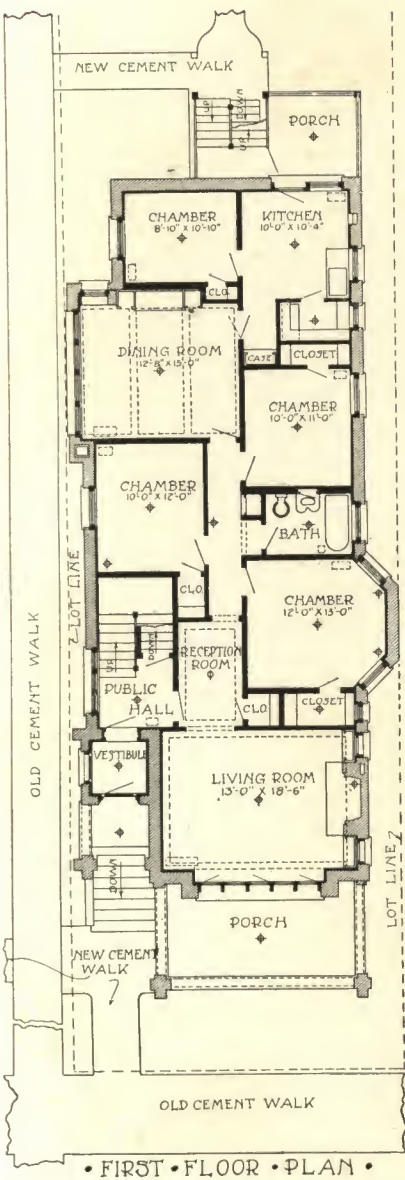 NEW CEMENT WALK
UP
DOWN
UP
PORCH
CHAMBER
8'-10" X 10'-10"
KITCHEN
10'-0" X 10'-4"
CLO.
DINING ROOM
12'-8" X 15'-0"
CASE
CLOSET
CHAMBER
10'-0" X 11'-0"
CHAMBER
10'-0" X 12'-0"
BATH
LOT LINE
CLO.
CHAMBER
12'-0" X 13'-0"
RECEPTION
ROOM
UP
DOWN
PUBLIC
HALL
CLO.
CLOSET
OLD CEMENT WALK
VESTIBULE
LIVING ROOM
13'-0" X 18'-6"
LOT LINE
DOWN
PORCH
NEW CEMENT
WALK
OLD CEMENT WALK
• FIRST • FLOOR • PLAN •